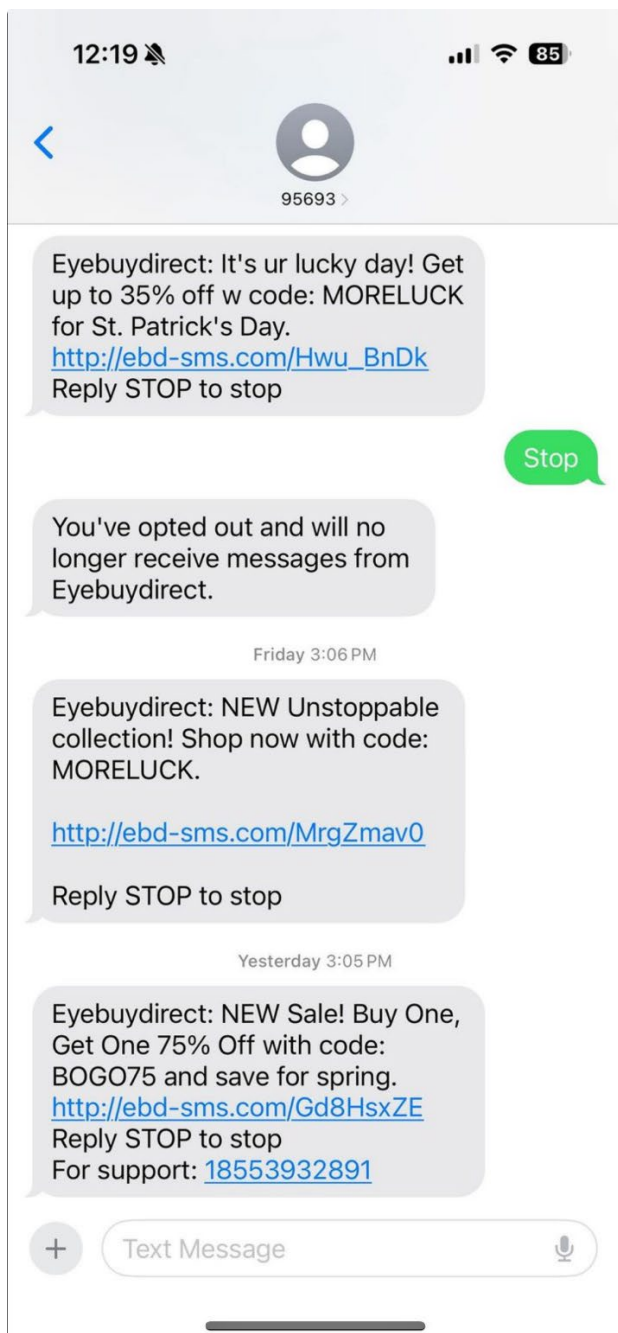 12:19
85
95693
Eyebuydirect: It's ur lucky day! Get
up to 35% off w code: MORELUCK
for St. Patrick's Day.
http://ebd-sms.com/Hwu_BnDk
Reply STOP to stop
Stop
You've opted out and will no
longer receive messages from
Eyebuydirect.
Friday 3:06 PM
Eyebuydirect: NEW Unstoppable
collection! Shop now with code:
MORELUCK.
http://ebd-sms.com/MrgZmav0
Reply STOP to stop
Yesterday 3:05 PM
Eyebuydirect: NEW Sale! Buy One,
Get One 75% Off with code:
BOGO75 and save for spring.
http://ebd-sms.com/Gd8HsxZE
Reply STOP to stop
For support: 18553932891
Text Message